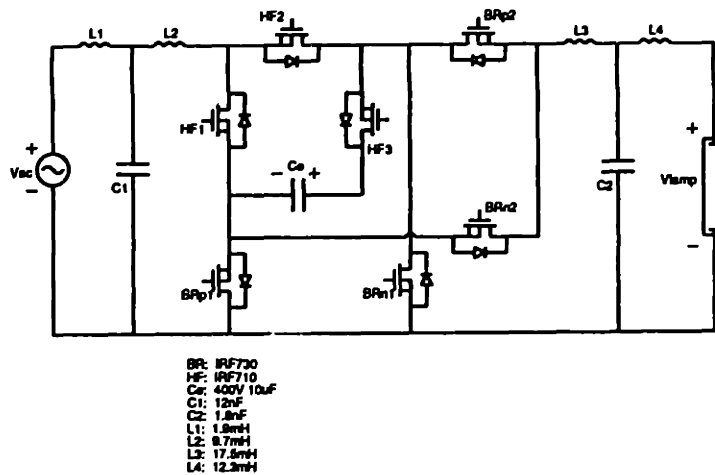 HF2
BRp2
L1
L2
L3
L4
HF1
HF3
+
Vac
−
C1
− Ce +
C2
+
Vlamp
−
BRn2
BRp1
BRn1
BR: IRF730
HF: IRF710
Ce: 400V 10uF
C1: 12nF
C2: 1.8nF
L1: 1.9mH
L2: 9.7mH
L3: 17.5mH
L4: 12.3mH